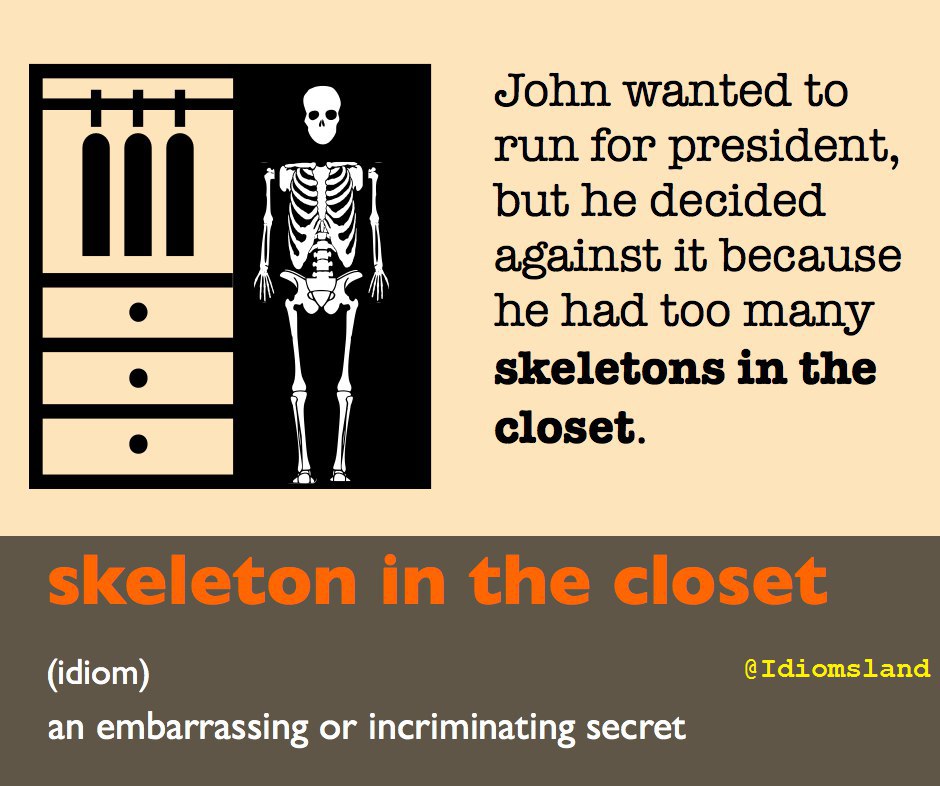 John wanted to
run for president,
but he decided
against it because
he had too many
skeletons in the
closet.
skeleton in the closet
(idiom)
@Idiomsland
an embarrassing or incriminating secret